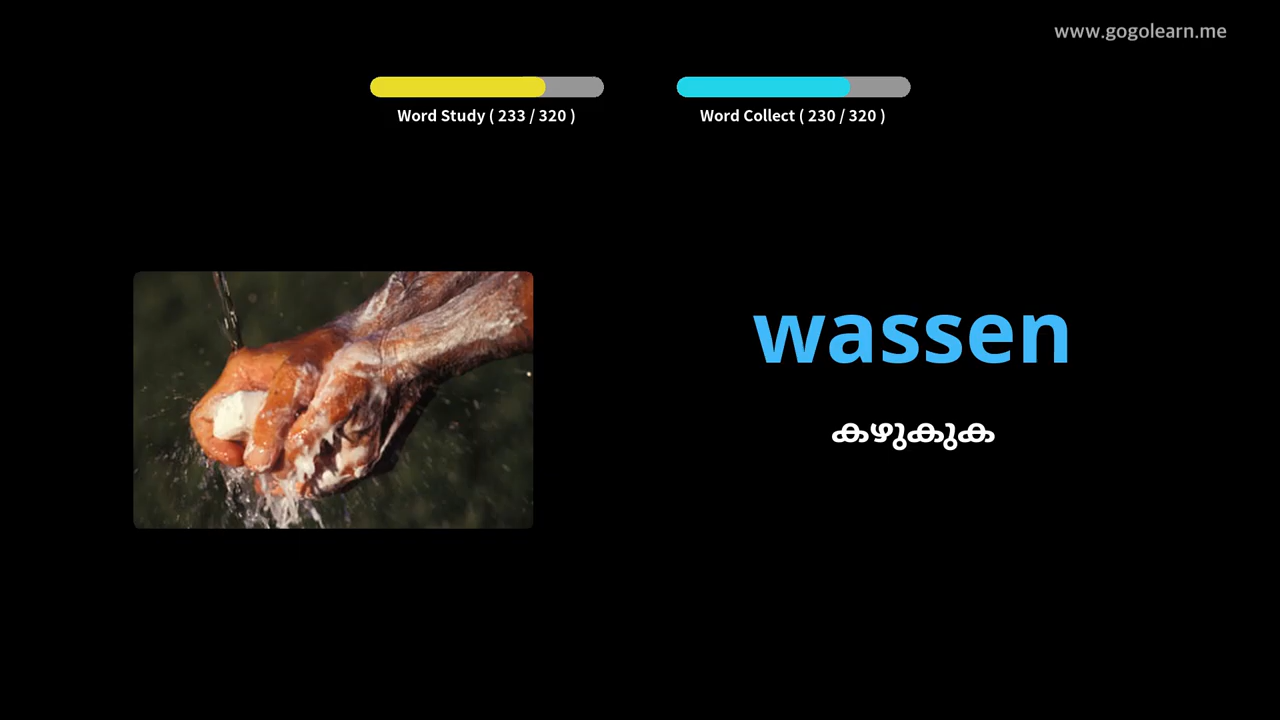 www.gogolearn.me
Word Study ( 233 / 320 )
Word Collect ( 230 / 320 )
wassen
കഴുകുക